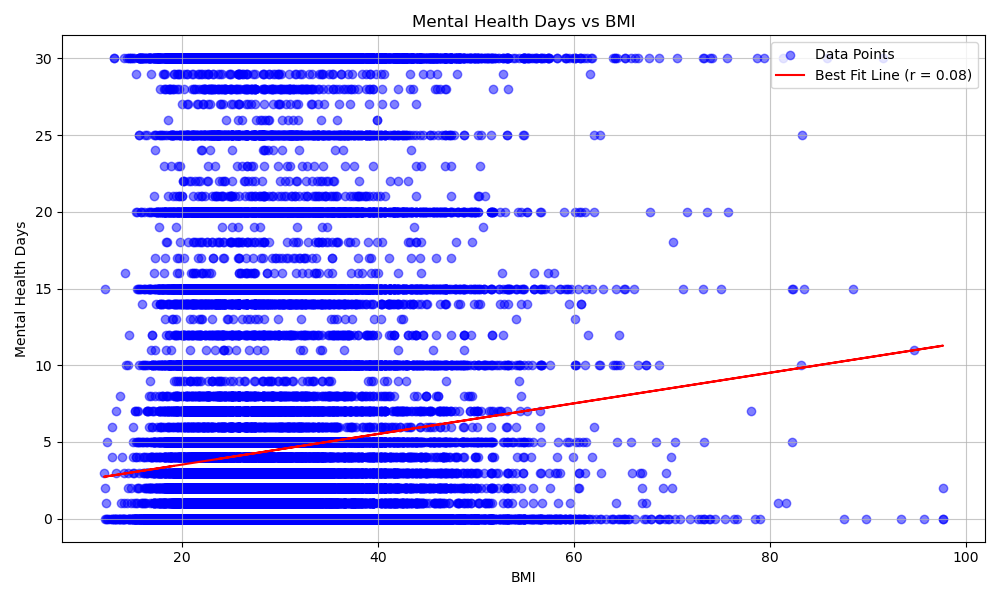 Mental Health Days vs BMI
Data Points
Best Fit Line (r = 0.08)
Mental Health Days
30
25
20
15
10
5
0
20
40
60
80
100
BMI